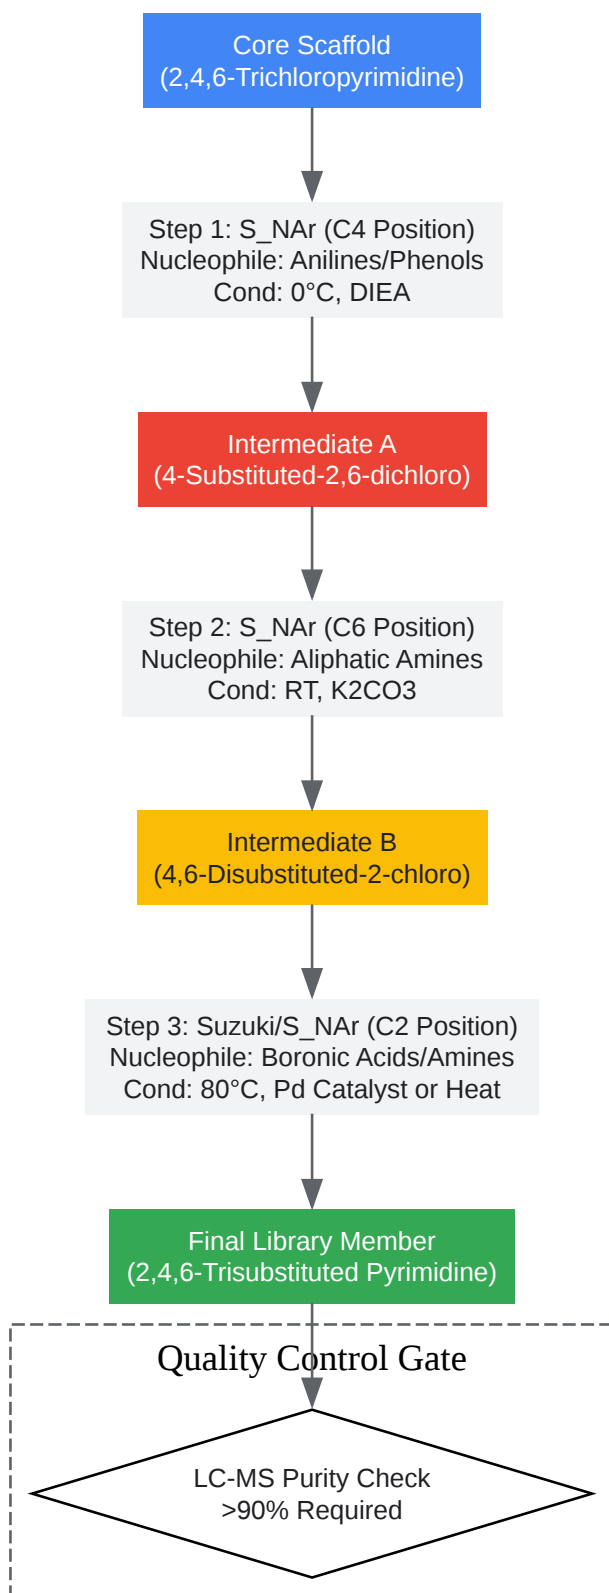 Core Scaffold
(2,4,6-Trichloropyrimidine)
Step 1: S_NAr (C4 Position)
Nucleophile: Anilines/Phenols
Cond: 0°C, DIEA
Intermediate A
(4-Substituted-2,6-dichloro)
Step 2: S_NAr (C6 Position)
Nucleophile: Aliphatic Amines
Cond: RT, K2CO3
Intermediate B
(4,6-Disubstituted-2-chloro)
Step 3: Suzuki/S_NAr (C2 Position)
Nucleophile: Boronic Acids/Amines
Cond: 80°C, Pd Catalyst or Heat
Final Library Member
(2,4,6-Trisubstituted Pyrimidine)
Quality Control Gate
LC-MS Purity Check
>90% Required